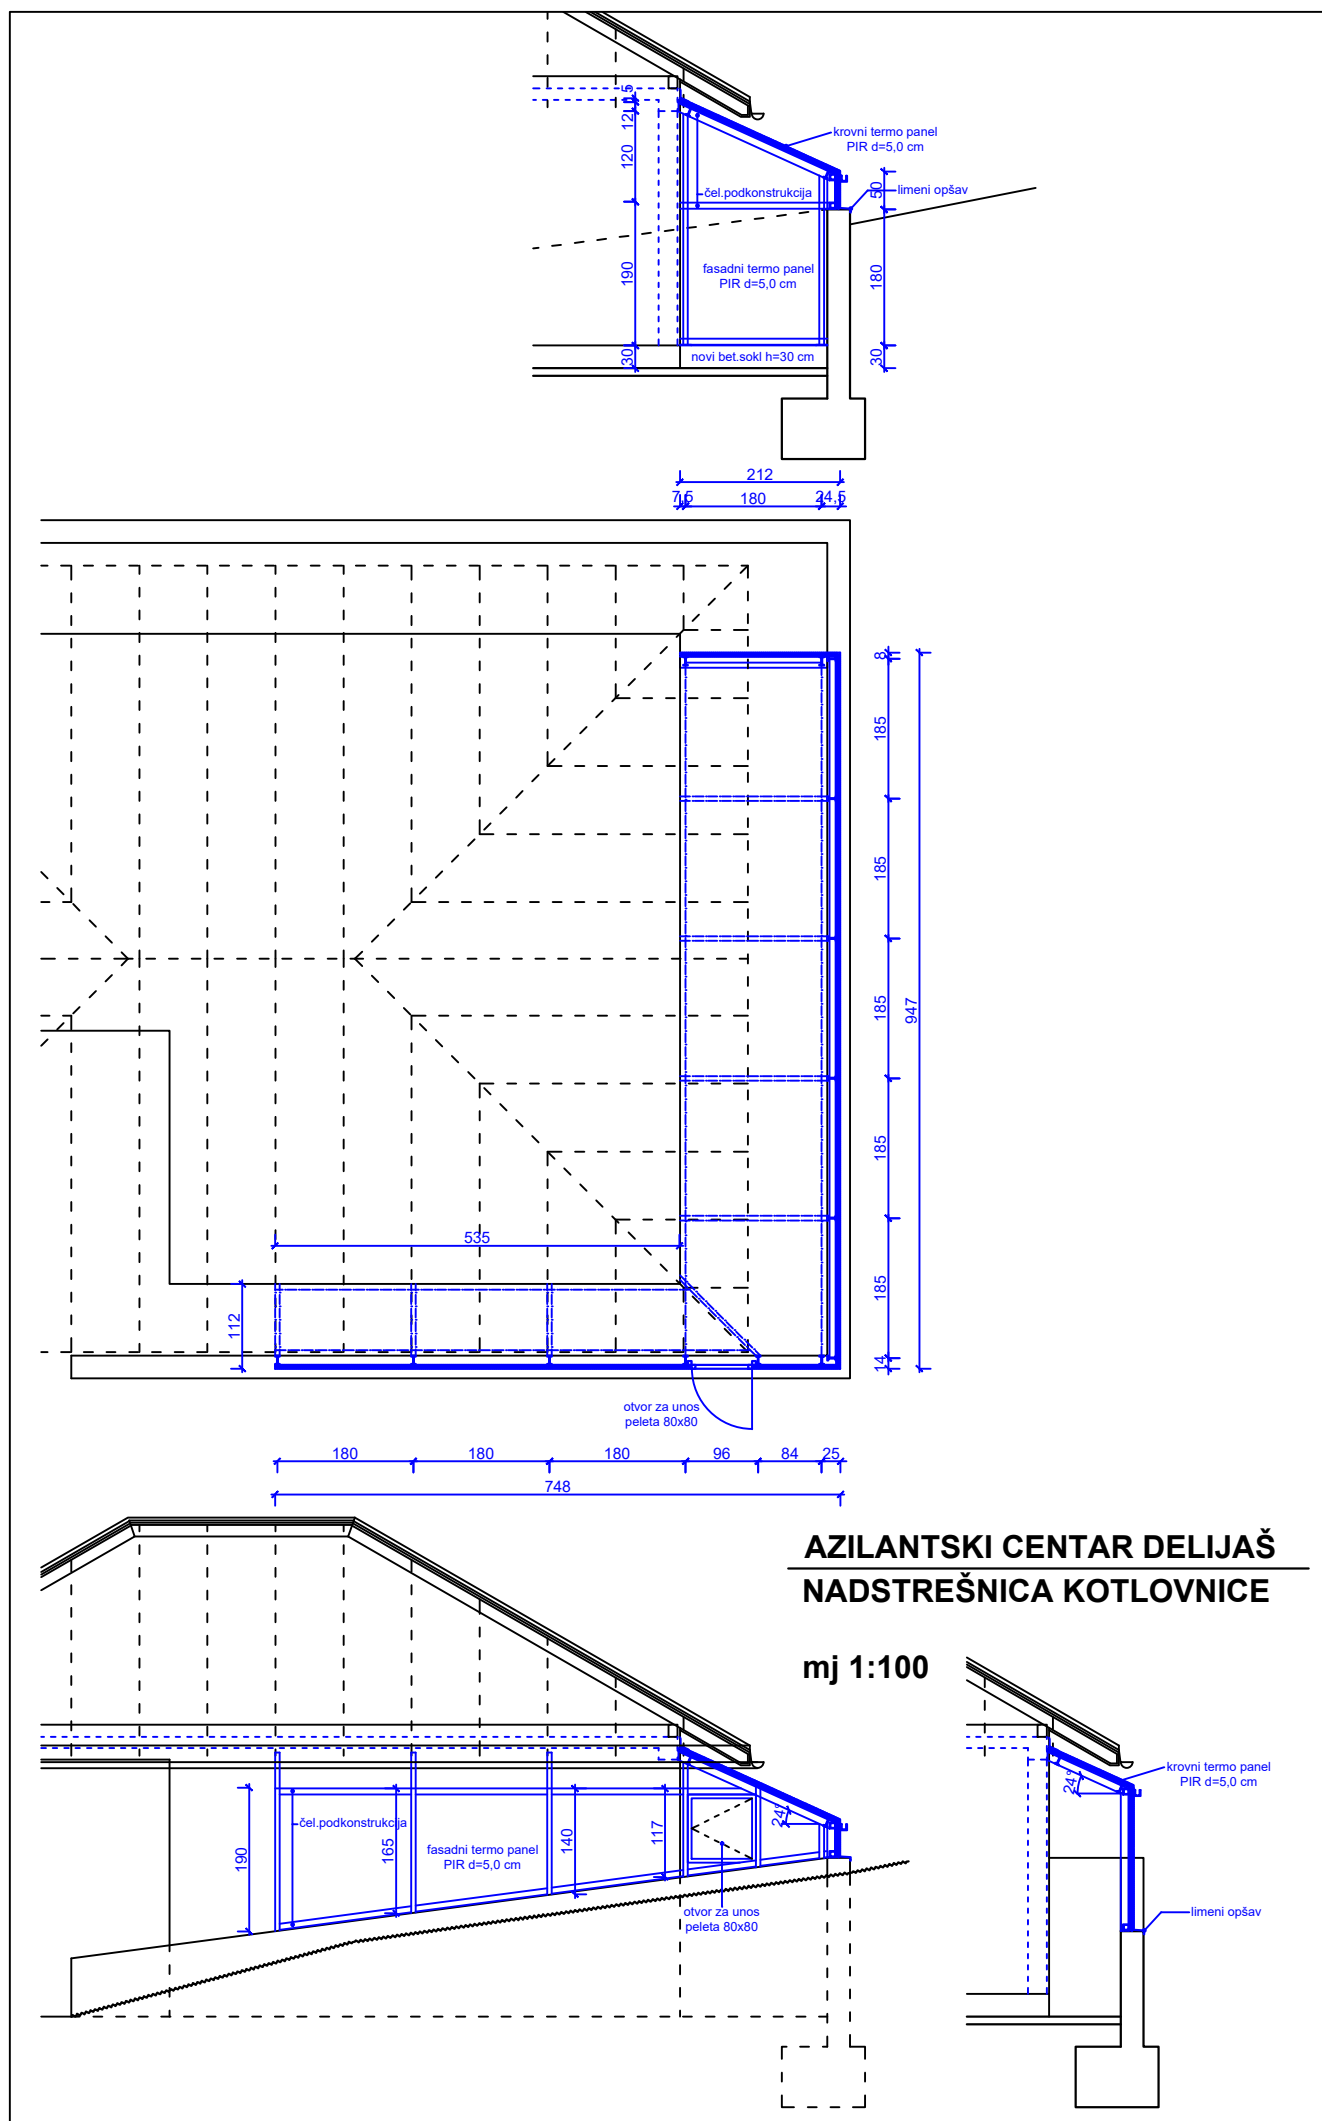 1,5
12
120
190
30
krovni termo panel
PIR d=5,0 cm
50
limeni opšav
čel.podkonstrukcija
fasadni termo panel
PIR d=5,0 cm
180
novi bet.sokl h=30 cm
30
212
7,5
180
24,5
8
185
185
185
947
185
185
14
535
112
otvor za unos
peleta 80x80
180
180
180
96
84
25
748
AZILANTSKI CENTAR DELIJAŠ
NADSTREŠNICA KOTLOVNICE
mj 1:100
190
čel.podkonstrukcija
165
fasadni termo panel
PIR d=5,0 cm
140
117
24°
otvor za unos
peleta 80x80
krovni termo panel
PIR d=5,0 cm
24°
limeni opšav